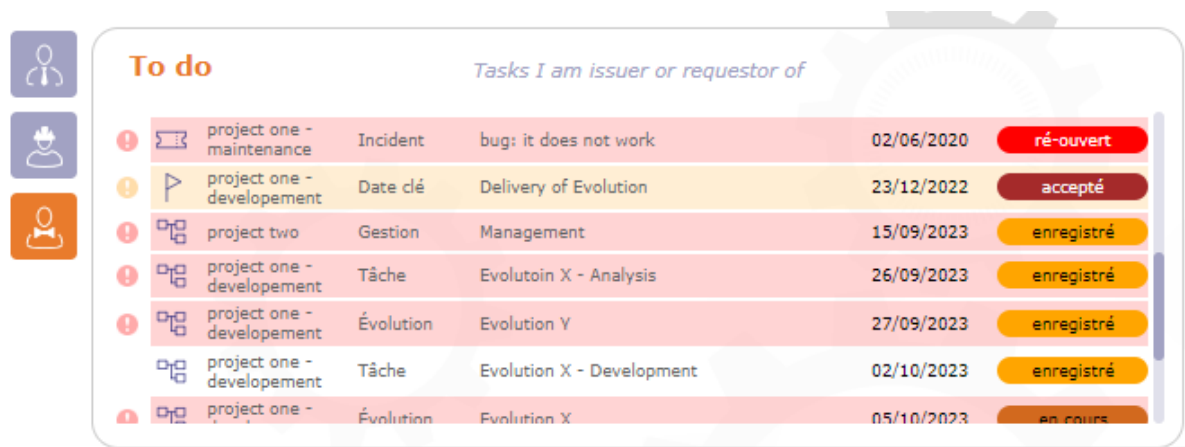 To do
Tasks I am issuer or requestor of
project one -
maintenance
Incident
bug: it does not work
02/06/2020
ré-ouvert
project one -
developement
Date clé
Delivery of Evolution
23/12/2022
accepté
project two
Gestion
Management
15/09/2023
enregistré
project one -
developement
Tâche
Evolutoin X - Analysis
26/09/2023
enregistré
project one -
developement
Évolution
Evolution Y
27/09/2023
enregistré
project one -
developement
Tâche
Evolution X - Development
02/10/2023
enregistré
project one -
Évolution
Evolution X
05/10/2023
en cours